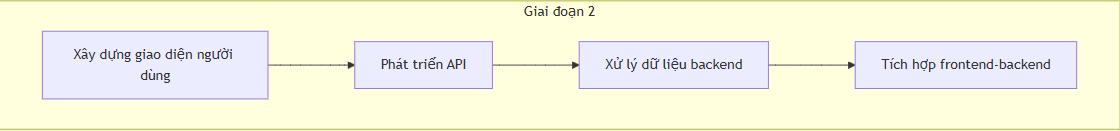 Giai đoạn 2
Xây dựng giao diện người
dùng
Phát triển API
Xử lý dữ liệu backend
Tích hợp frontend-backend